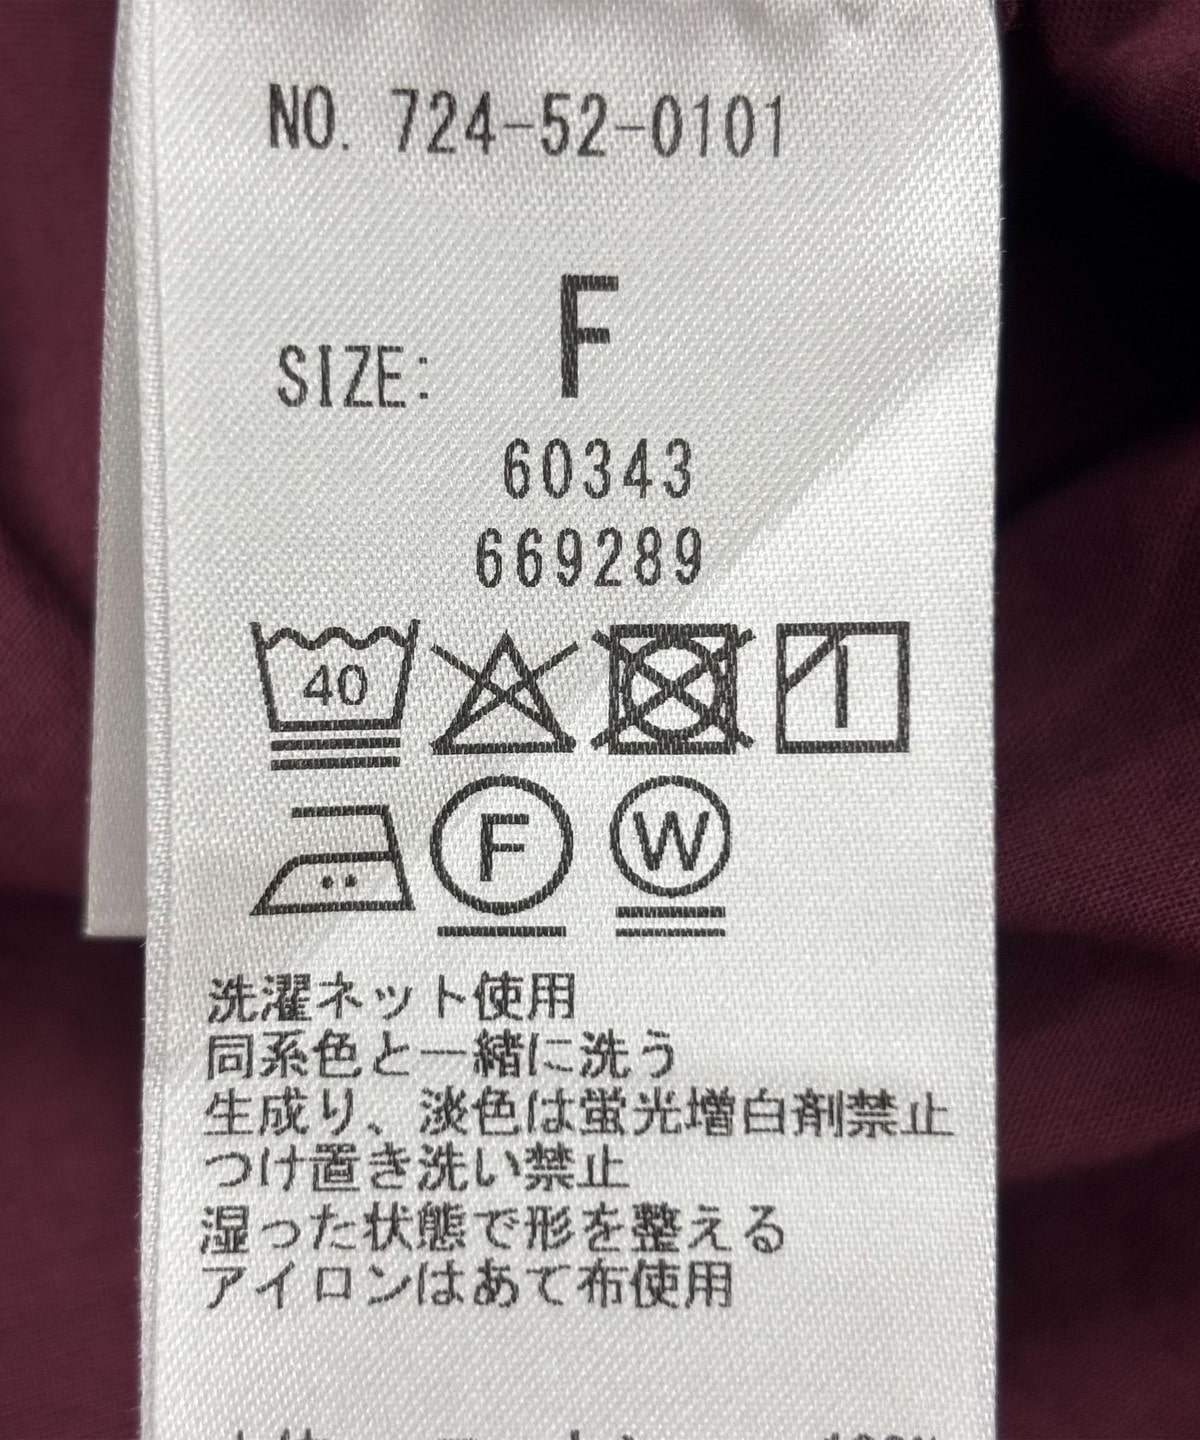 NO. 724-52-0101
F
SIZE:
60343
669289
40
F W
洗濯ネット使用
同系色と一緒に洗う
生成り、淡色は蛍光増白剤禁止
つけ置き洗い禁止
湿った状態で形を整える
アイロンはあて布使用